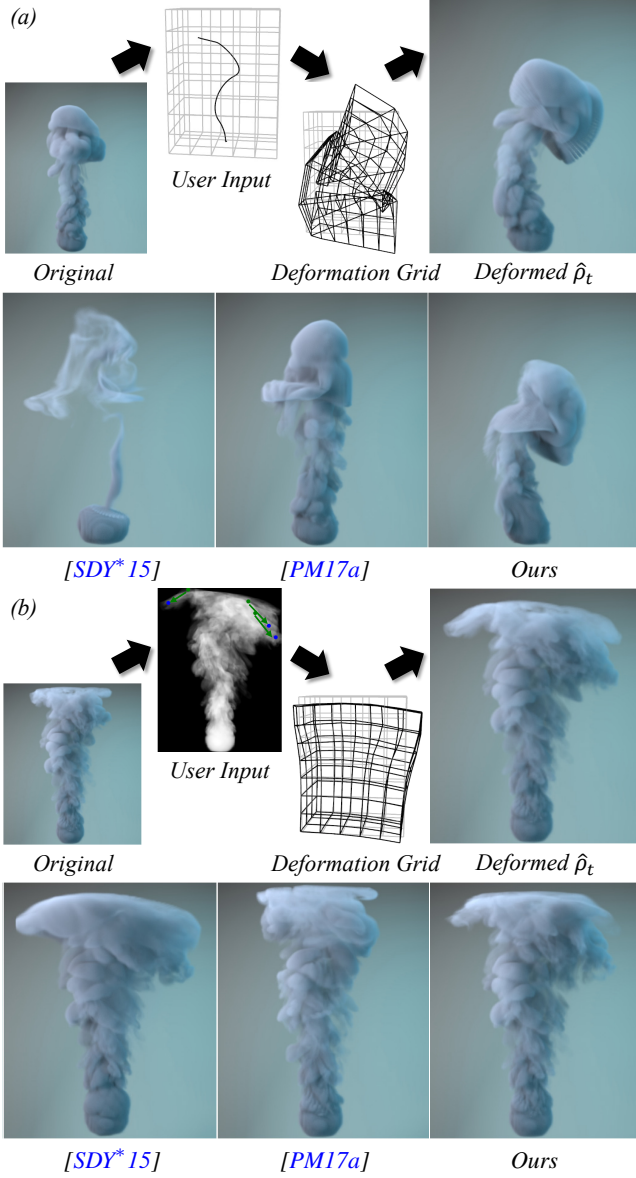 (a)
User Input
Original
Deformation Grid
Deformed ρ̂ₜ
[SDY*15]
[PM17a]
Ours
(b)
User Input
Original
Deformation Grid
Deformed ρ̂ₜ
[SDY*15]
[PM17a]
Ours